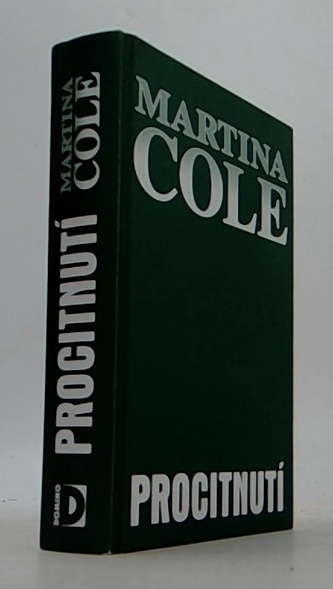 MARTINA
COLE
PROCITNUTÍ
DOMINO
D
MARTINA
COLE
PROCITNUTÍ